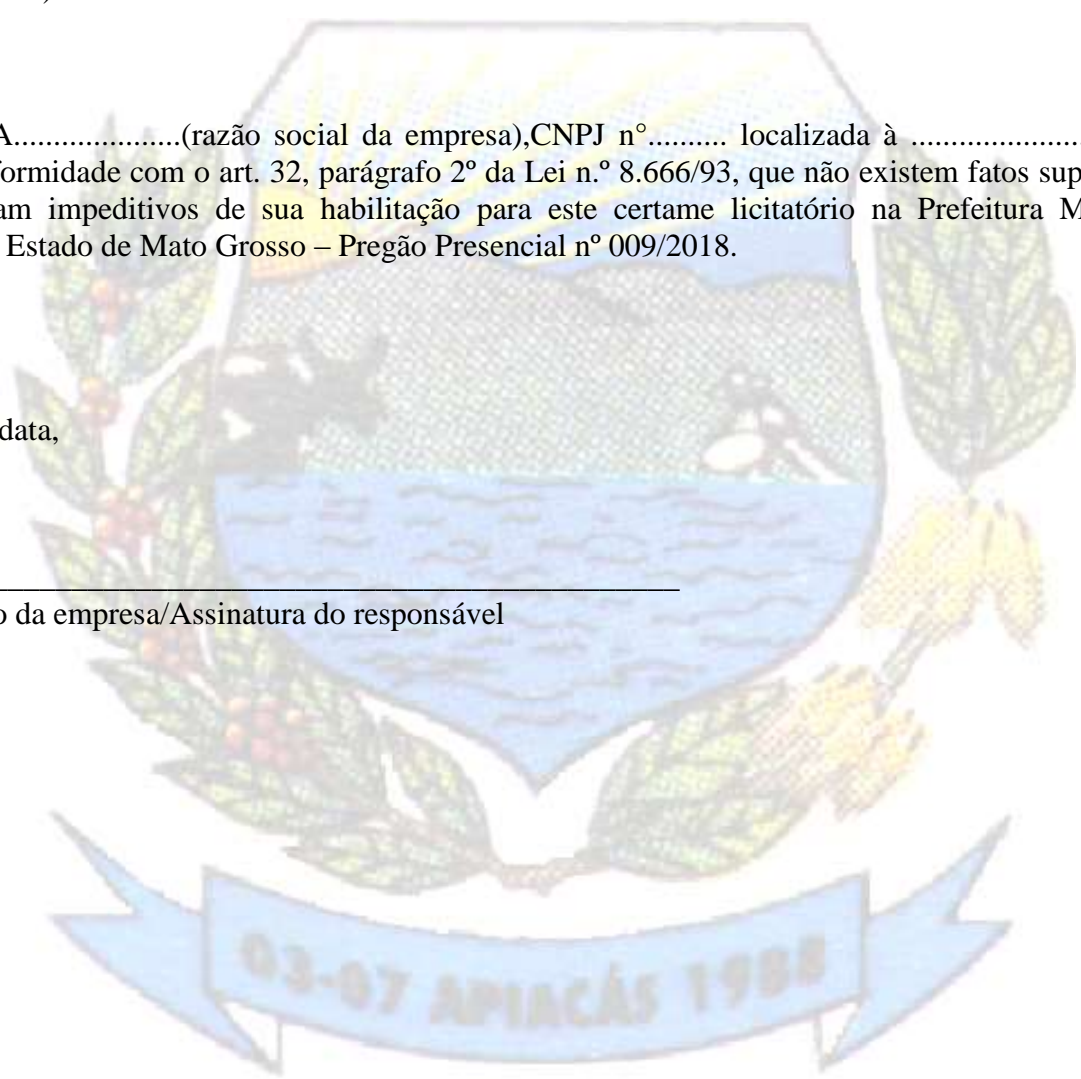 A.....................(razão social da empresa),CNPJ n°.......... localizada à .....................
formidade com o art. 32, parágrafo 2º da Lei n.º 8.666/93, que não existem fatos sup
am impeditivos de sua habilitação para este certame licitatório na Prefeitura M
Estado de Mato Grosso – Pregão Presencial nº 009/2018.
data,
________________________________________
o da empresa/Assinatura do responsável
03-07 APIACÁS 1988